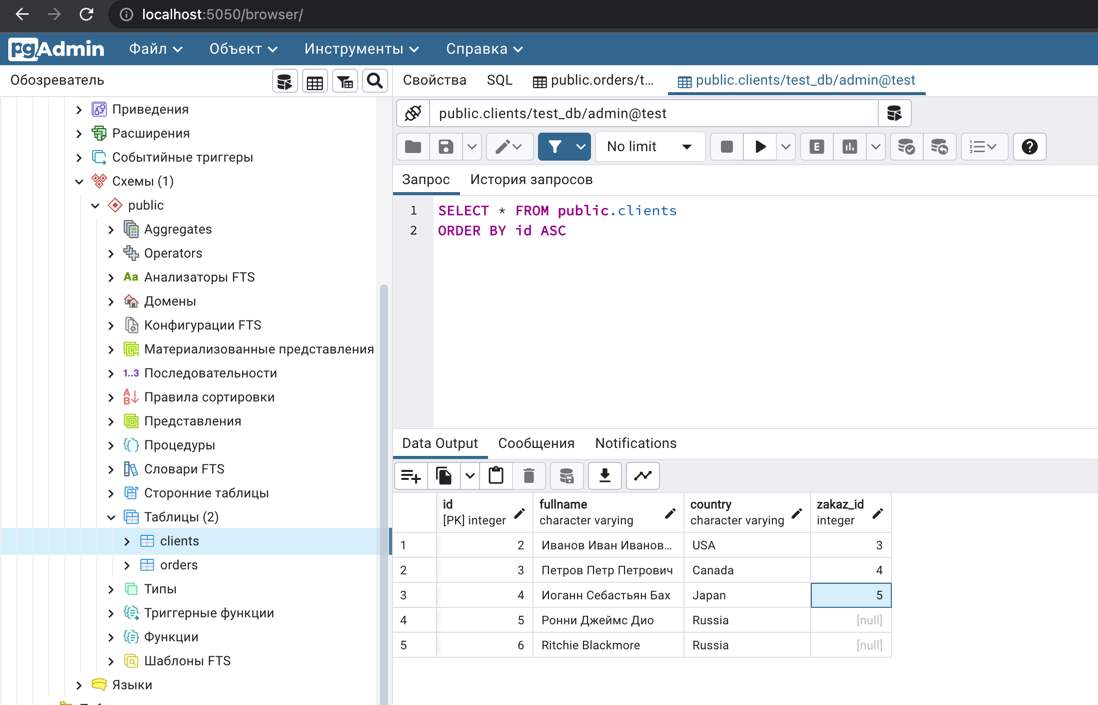 localhost:5050/browser/
pgAdmin Файл Объект Инструменты Справка
Обозреватель
Свойства SQL public.orders/t... public.clients/test_db/admin@test
Приведения
Расширения
Событийные триггеры
Схемы (1)
public
Aggregates
Operators
Aa Анализаторы FTS
Домены
Конфигурации FTS
Материализованные представления
1..3 Последовательности
Правила сортировки
Представления
Процедуры
Словари FTS
Сторонние таблицы
Таблицы (2)
clients
orders
Типы
Триггерные функции
Функции
Шаблоны FTS
Языки
public.clients/test_db/admin@test
No limit E
Запрос История запросов
1 SELECT * FROM public.clients
2 ORDER BY id ASC
Data Output Сообщения Notifications
id fullname country zakaz_id
[PK] integer character varying character varying integer
1 2 Иванов Иван Иванов... USA 3
2 3 Петров Петр Петрович Canada 4
3 4 Иоганн Себастьян Бах Japan 5
4 5 Ронни Джеймс Дио Russia [null]
5 6 Ritchie Blackmore Russia [null]